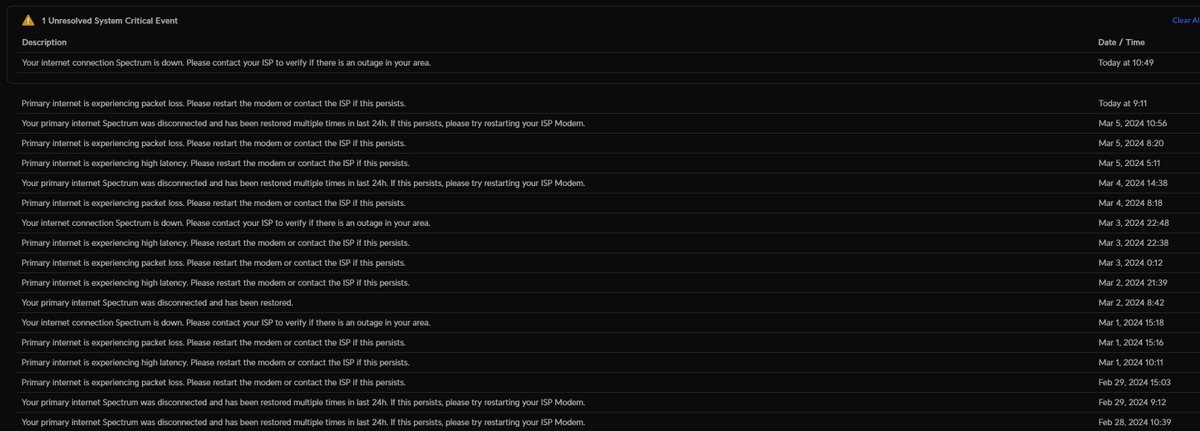 1 Unresolved System Critical Event Clear Al
Description Date / Time
Your internet connection Spectrum is down. Please contact your ISP to verify if there is an outage in your area. Today at 10:49
Primary internet is experiencing packet loss. Please restart the modem or contact the ISP if this persists. Today at 9:11
Your primary internet Spectrum was disconnected and has been restored multiple times in last 24h. If this persists, please try restarting your ISP Modem. Mar 5, 2024 10:56
Primary internet is experiencing packet loss. Please restart the modem or contact the ISP if this persists. Mar 5, 2024 8:20
Primary internet is experiencing high latency. Please restart the modem or contact the ISP if this persists. Mar 5, 2024 5:11
Your primary internet Spectrum was disconnected and has been restored multiple times in last 24h. If this persists, please try restarting your ISP Modem. Mar 4, 2024 14:38
Primary internet is experiencing packet loss. Please restart the modem or contact the ISP if this persists. Mar 4, 2024 8:18
Your internet connection Spectrum is down. Please contact your ISP to verify if there is an outage in your area. Mar 3, 2024 22:48
Primary internet is experiencing high latency. Please restart the modem or contact the ISP if this persists. Mar 3, 2024 22:38
Primary internet is experiencing packet loss. Please restart the modem or contact the ISP if this persists. Mar 3, 2024 0:12
Primary internet is experiencing high latency. Please restart the modem or contact the ISP if this persists. Mar 2, 2024 21:39
Your primary internet Spectrum was disconnected and has been restored. Mar 2, 2024 8:42
Your internet connection Spectrum is down. Please contact your ISP to verify if there is an outage in your area. Mar 1, 2024 15:18
Primary internet is experiencing packet loss. Please restart the modem or contact the ISP if this persists. Mar 1, 2024 15:16
Primary internet is experiencing high latency. Please restart the modem or contact the ISP if this persists. Mar 1, 2024 10:11
Primary internet is experiencing packet loss. Please restart the modem or contact the ISP if this persists. Feb 29, 2024 15:03
Your primary internet Spectrum was disconnected and has been restored multiple times in last 24h. If this persists, please try restarting your ISP Modem. Feb 29, 2024 9:12
Your primary internet Spectrum was disconnected and has been restored multiple times in last 24h. If this persists, please try restarting your ISP Modem. Feb 28, 2024 10:39